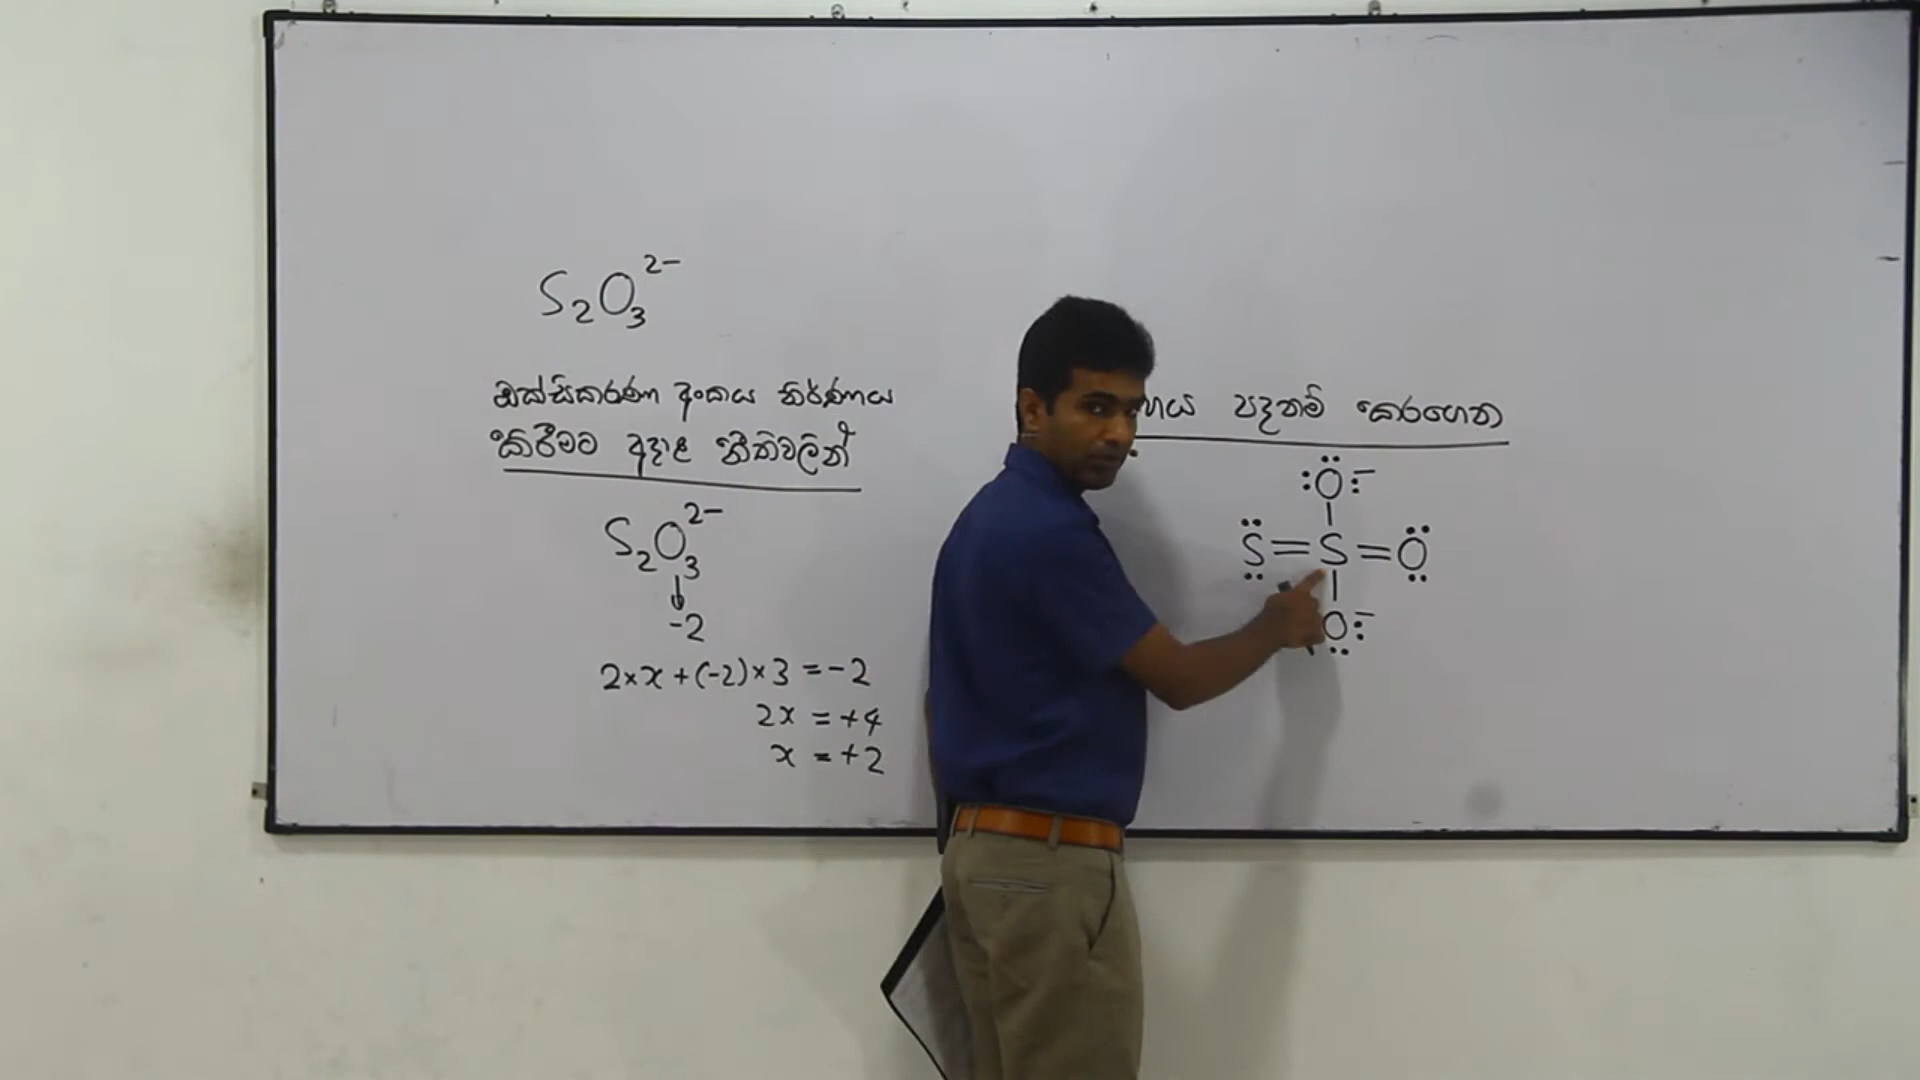 S₂O₃²⁻
ඔක්සිකරණ අංකය නිර්ණය
කිරීමට අදාළ නීතිවලින්
S₂O₃²⁻
↓
-2
2×x+(-2)×3=-2
2x = +4
x = +2
පදනම් කරගෙන
O⁻
S=S=O
O⁻